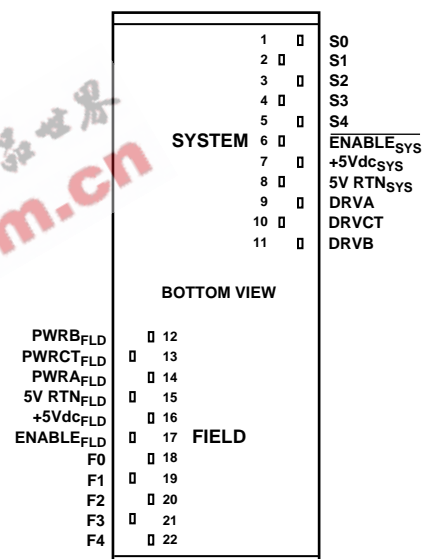 1 S0
2 S1
3 S2
4 S3
5 S4
SYSTEM 6 ENABLESYS
7 +5VdcSYS
8 5V RTNSYS
9 DRVA
10 DRVCT
11 DRVB
BOTTOM VIEW
PWRBFLD 12
PWRCTFLD 13
PWRAFLD 14
5V RTNFLD 15
+5VdcFLD 16
ENABLEFLD 17 FIELD
F0 18
F1 19
F2 20
F3 21
F4 22
m.cn